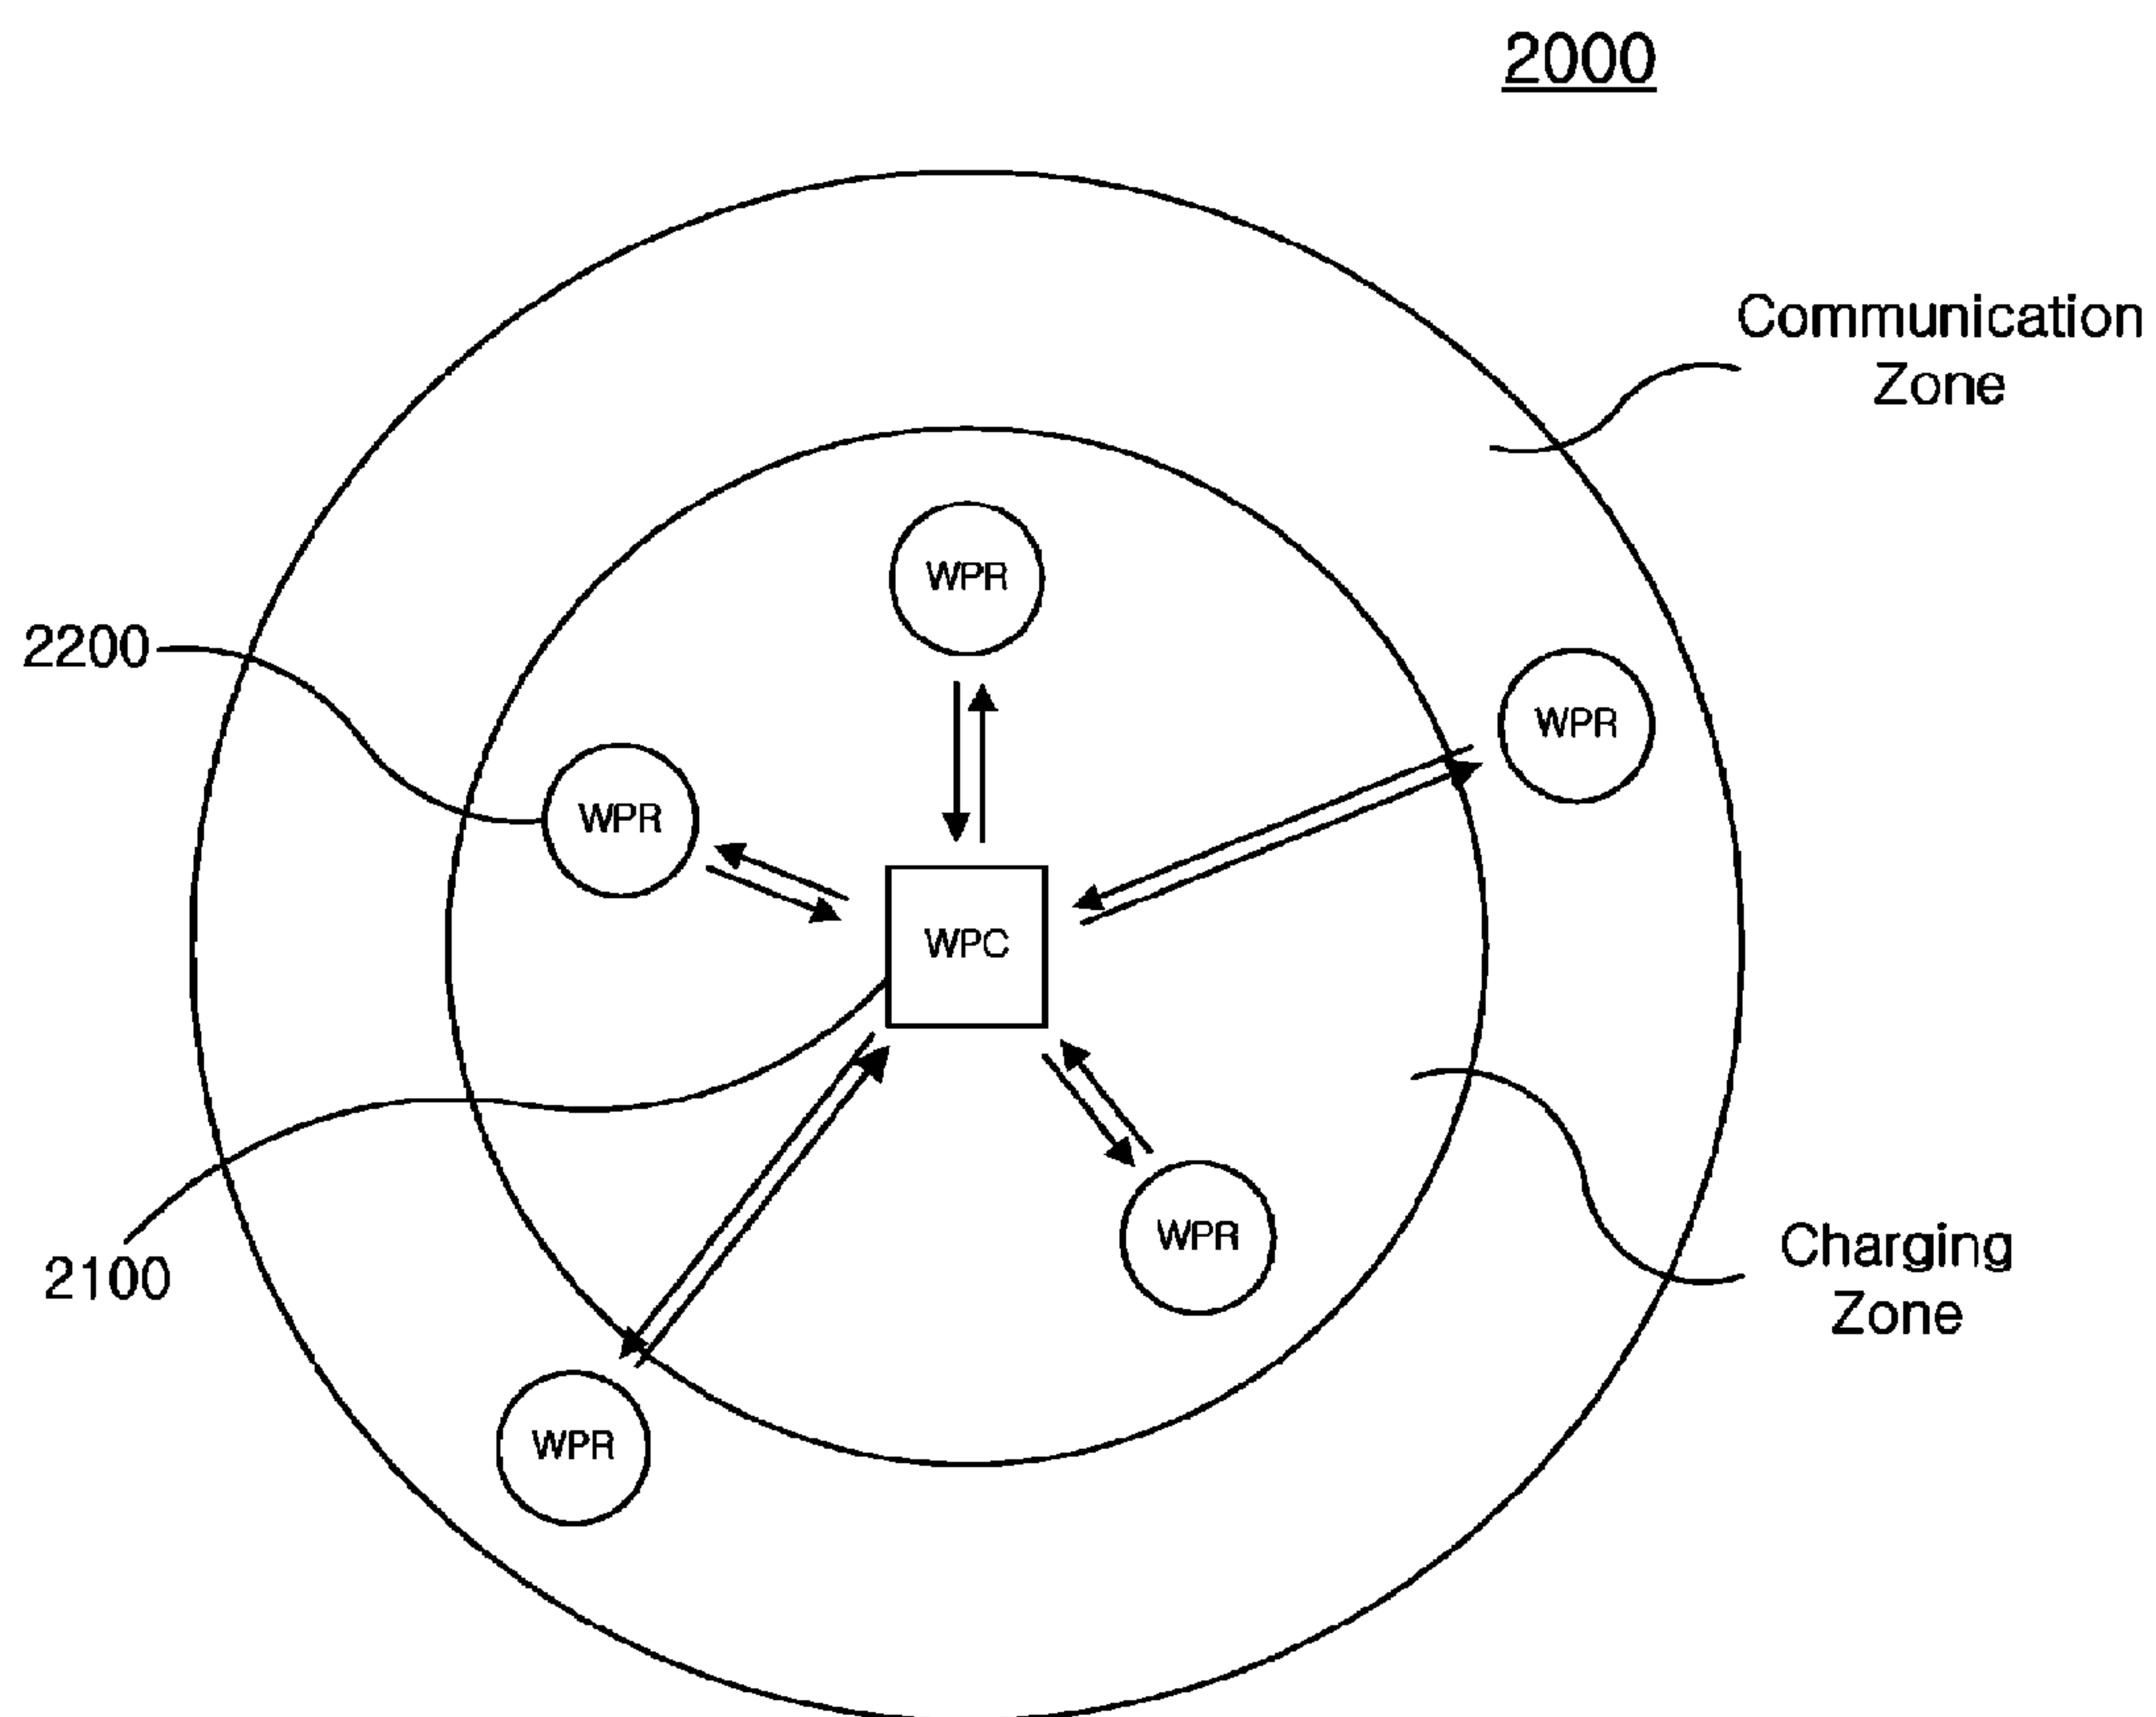 2000
Communication
Zone
WPR
2200
WPR
WPR
WPC
2100
WPR
Charging
Zone
WPR